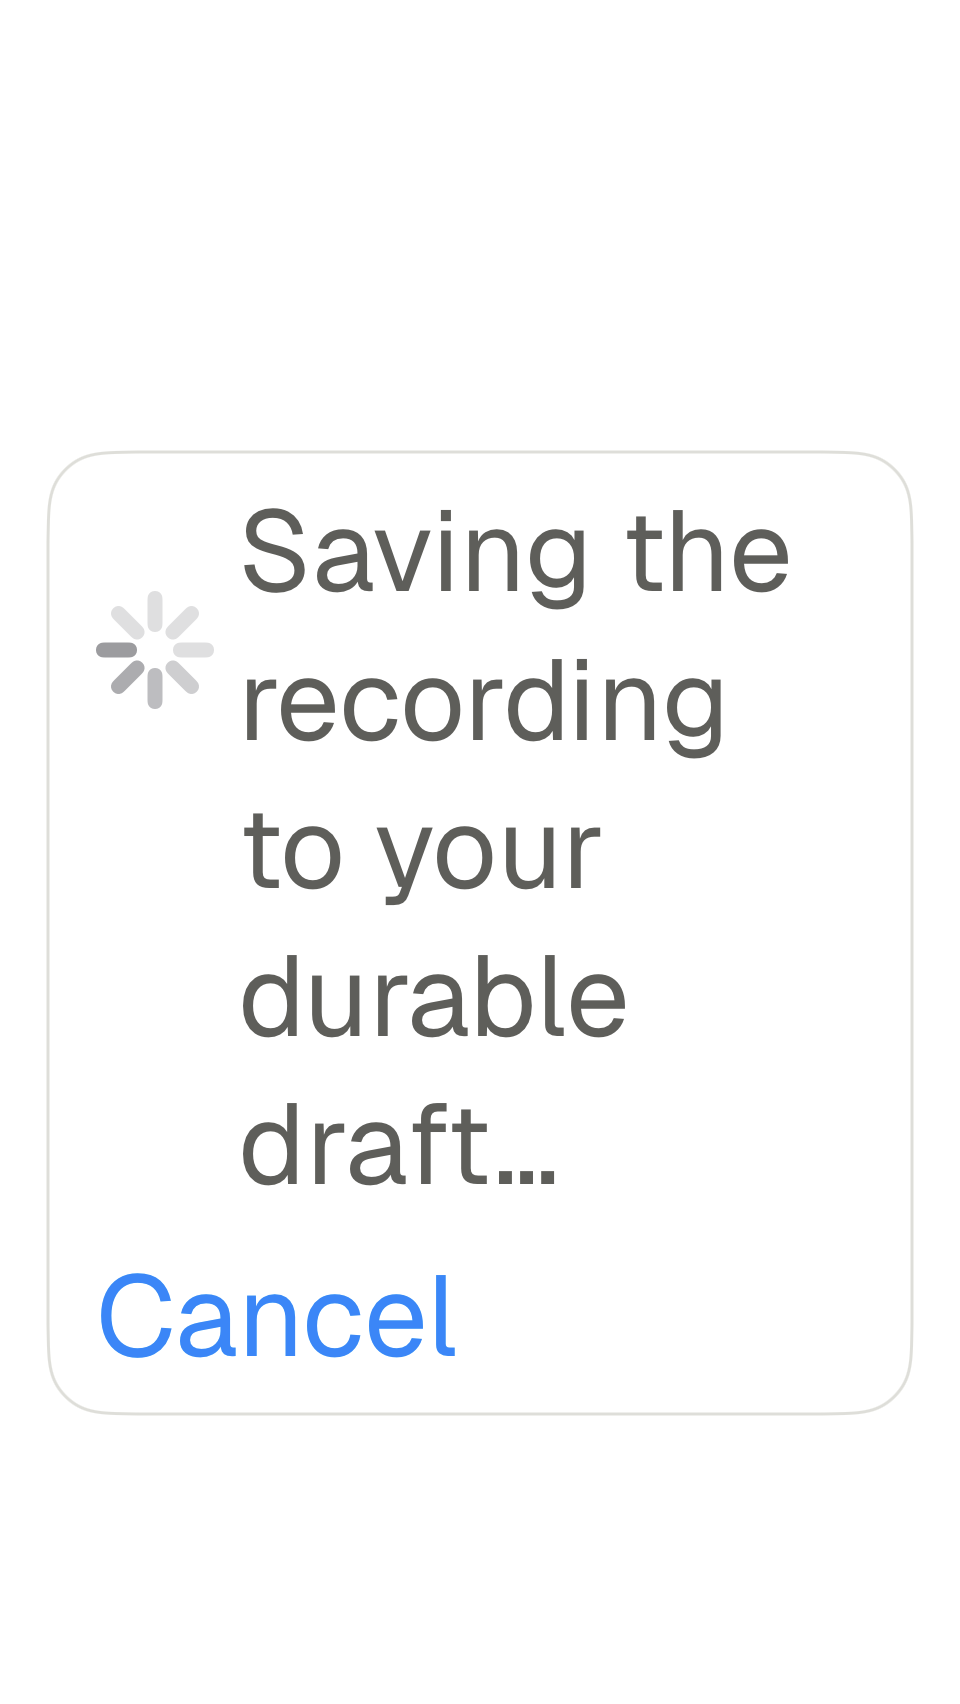 Saving the
recording
to your
durable
draft…
Cancel